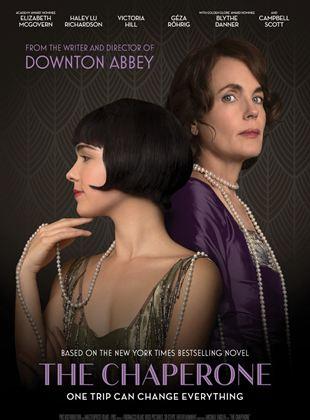 ACADEMY AWARD NOMINEE
ELIZABETH
MCGOVERN
HALEY LU
RICHARDSON
VICTORIA
HILL
GÉZA
RÖHRIG
WITH GOLDEN GLOBE AWARD WINNER
BLYTHE
DANNER
AND
CAMPBELL
SCOTT
FROM THE WRITER AND DIRECTOR OF
DOWNTON ABBEY
BASED ON THE NEW YORK TIMES BESTSELLING NOVEL
THE CHAPERONE
ONE TRIP CAN CHANGE EVERYTHING